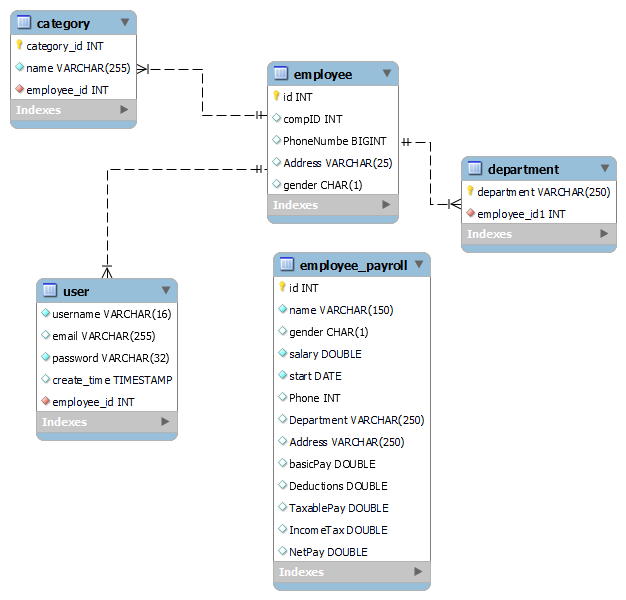 category
category_id INT
name VARCHAR(255)
employee_id INT
Indexes
employee
id INT
compID INT
PhoneNumbe BIGINT
Address VARCHAR(25)
gender CHAR(1)
Indexes
department
department VARCHAR(250)
employee_id1 INT
Indexes
user
username VARCHAR(16)
email VARCHAR(255)
password VARCHAR(32)
create_time TIMESTAMP
employee_id INT
Indexes
employee_payroll
id INT
name VARCHAR(150)
gender CHAR(1)
salary DOUBLE
start DATE
Phone INT
Department VARCHAR(250)
Address VARCHAR(250)
basicPay DOUBLE
Deductions DOUBLE
TaxablePay DOUBLE
IncomeTax DOUBLE
NetPay DOUBLE
Indexes